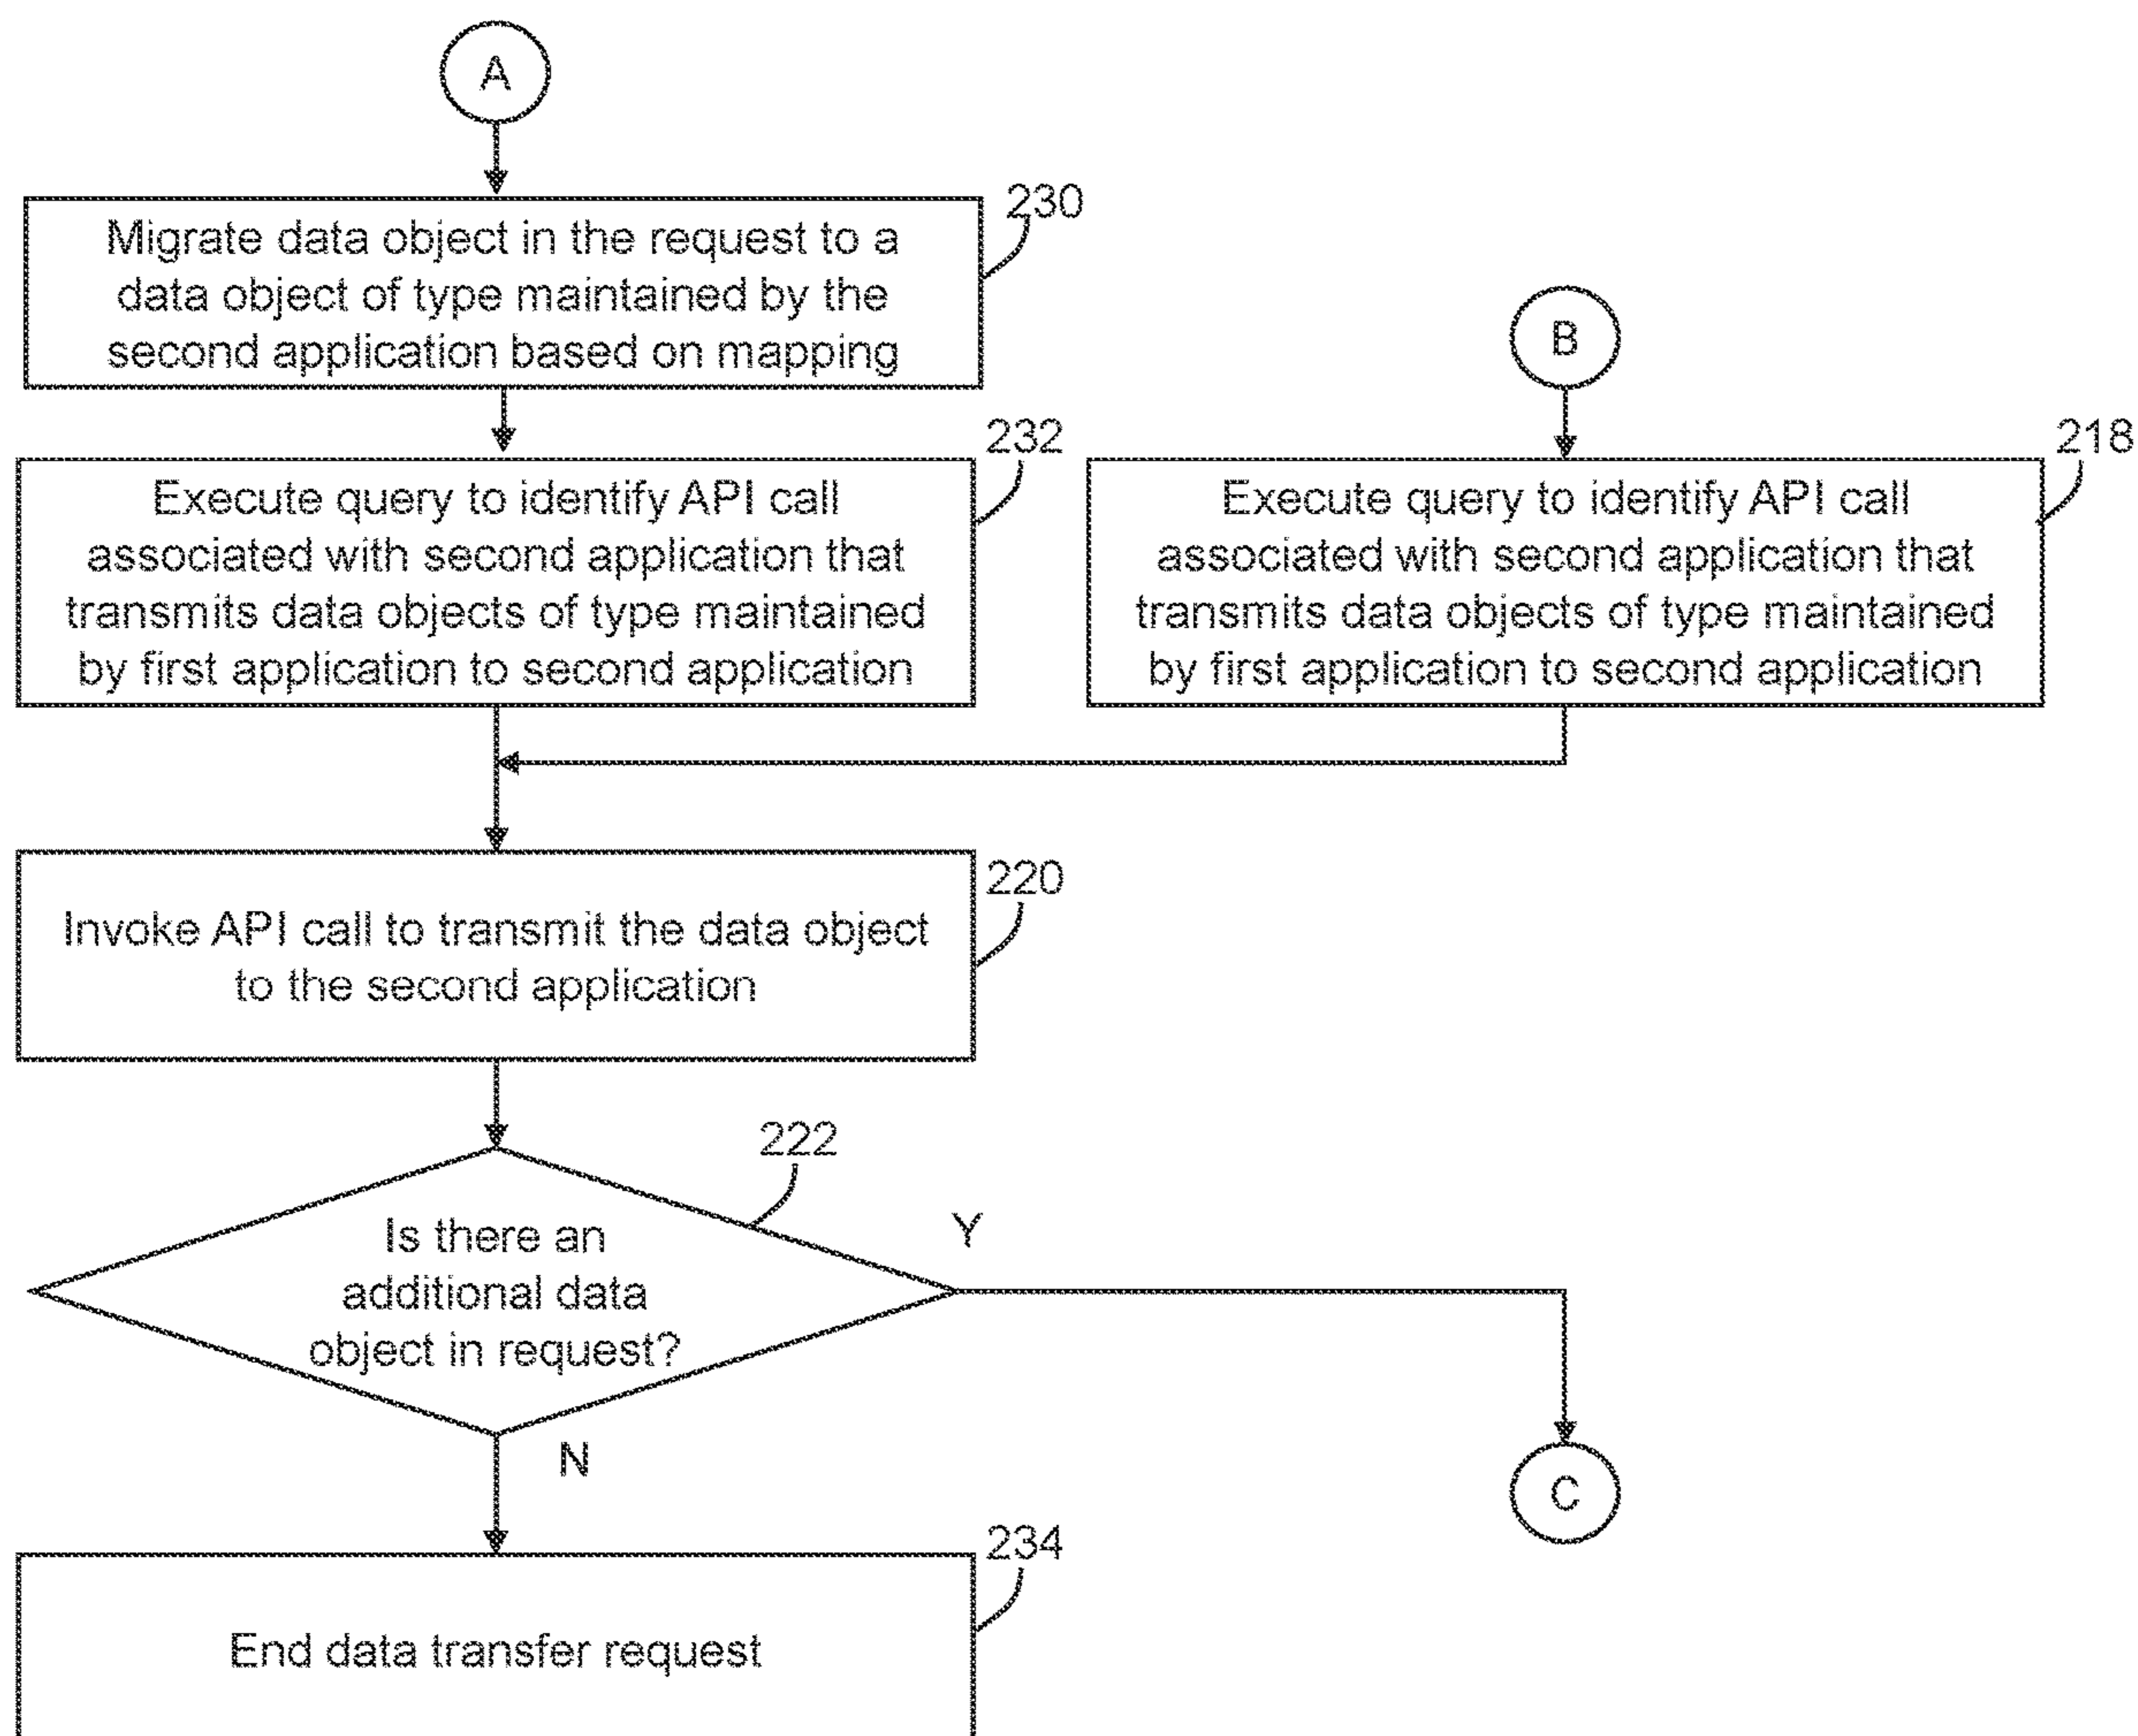 A
230
Migrate data object in the request to a
data object of type maintained by the
second application based on mapping
B
232
Execute query to identify API call
associated with second application that
transmits data objects of type maintained
by first application to second application
218
Execute query to identify API call
associated with second application that
transmits data objects of type maintained
by first application to second application
220
Invoke API call to transmit the data object
to the second application
222
Is there an
additional data
object in request?
Y
N
C
234
End data transfer request